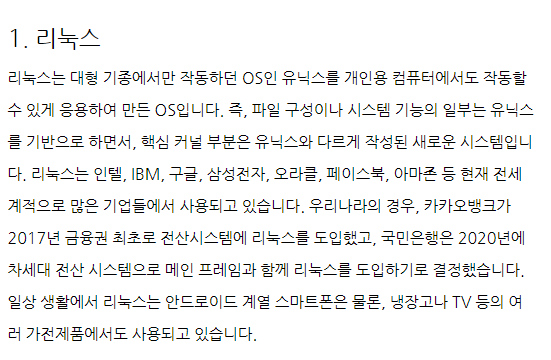 1. 리눅스
리눅스는 대형 기종에서만 작동하던 OS인 유닉스를 개인용 컴퓨터에서도 작동할
수 있게 응용하여 만든 OS입니다. 즉, 파일 구성이나 시스템 기능의 일부는 유닉스
를 기반으로 하면서, 핵심 커널 부분은 유닉스와 다르게 작성된 새로운 시스템입니
다. 리눅스는 인텔, IBM, 구글, 삼성전자, 오라클, 페이스북, 아마존 등 현재 전세
계적으로 많은 기업들에서 사용되고 있습니다. 우리나라의 경우, 카카오뱅크가
2017년 금융권 최초로 전산시스템에 리눅스를 도입했고, 국민은행은 2020년에
차세대 전산 시스템으로 메인 프레임과 함께 리눅스를 도입하기로 결정했습니다.
일상 생활에서 리눅스는 안드로이드 계열 스마트폰은 물론, 냉장고나 TV 등의 여
러 가전제품에서도 사용되고 있습니다.